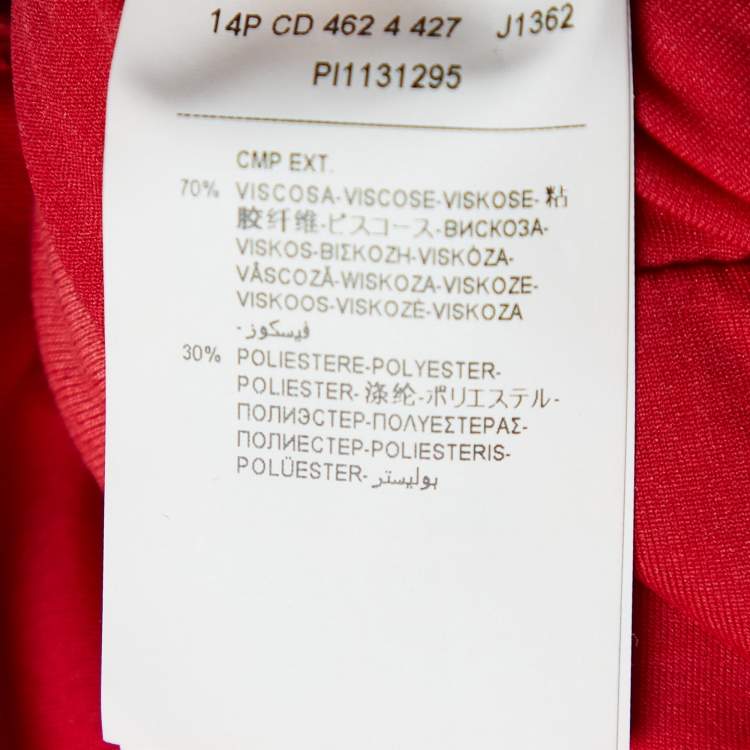 14P CD 462 4 427 J1362
PI1131295
CMP EXT.
70% VISCOSA-VISCOSE-VISKOSE-粘
胶纤维-ビスコース-ВИСКОЗА-
VISKOS-ΒΙΣΚΟΖΗ-VISKÓZA-
VÂSCOZĂ-WISKOZA-VISKOZE-
VISKOOS-VISKOZĖ-VISKOZA
-فيسكوز
30% POLIESTERE-POLYESTER-
POLIESTER-涤纶-ポリエステル-
ПОЛИЭСТЕР-ΠΟΛΥΕΣΤΕΡΑΣ-
ПОЛИЕСТЕР-POLIESTERIS-
POLÜESTER-بوليستر